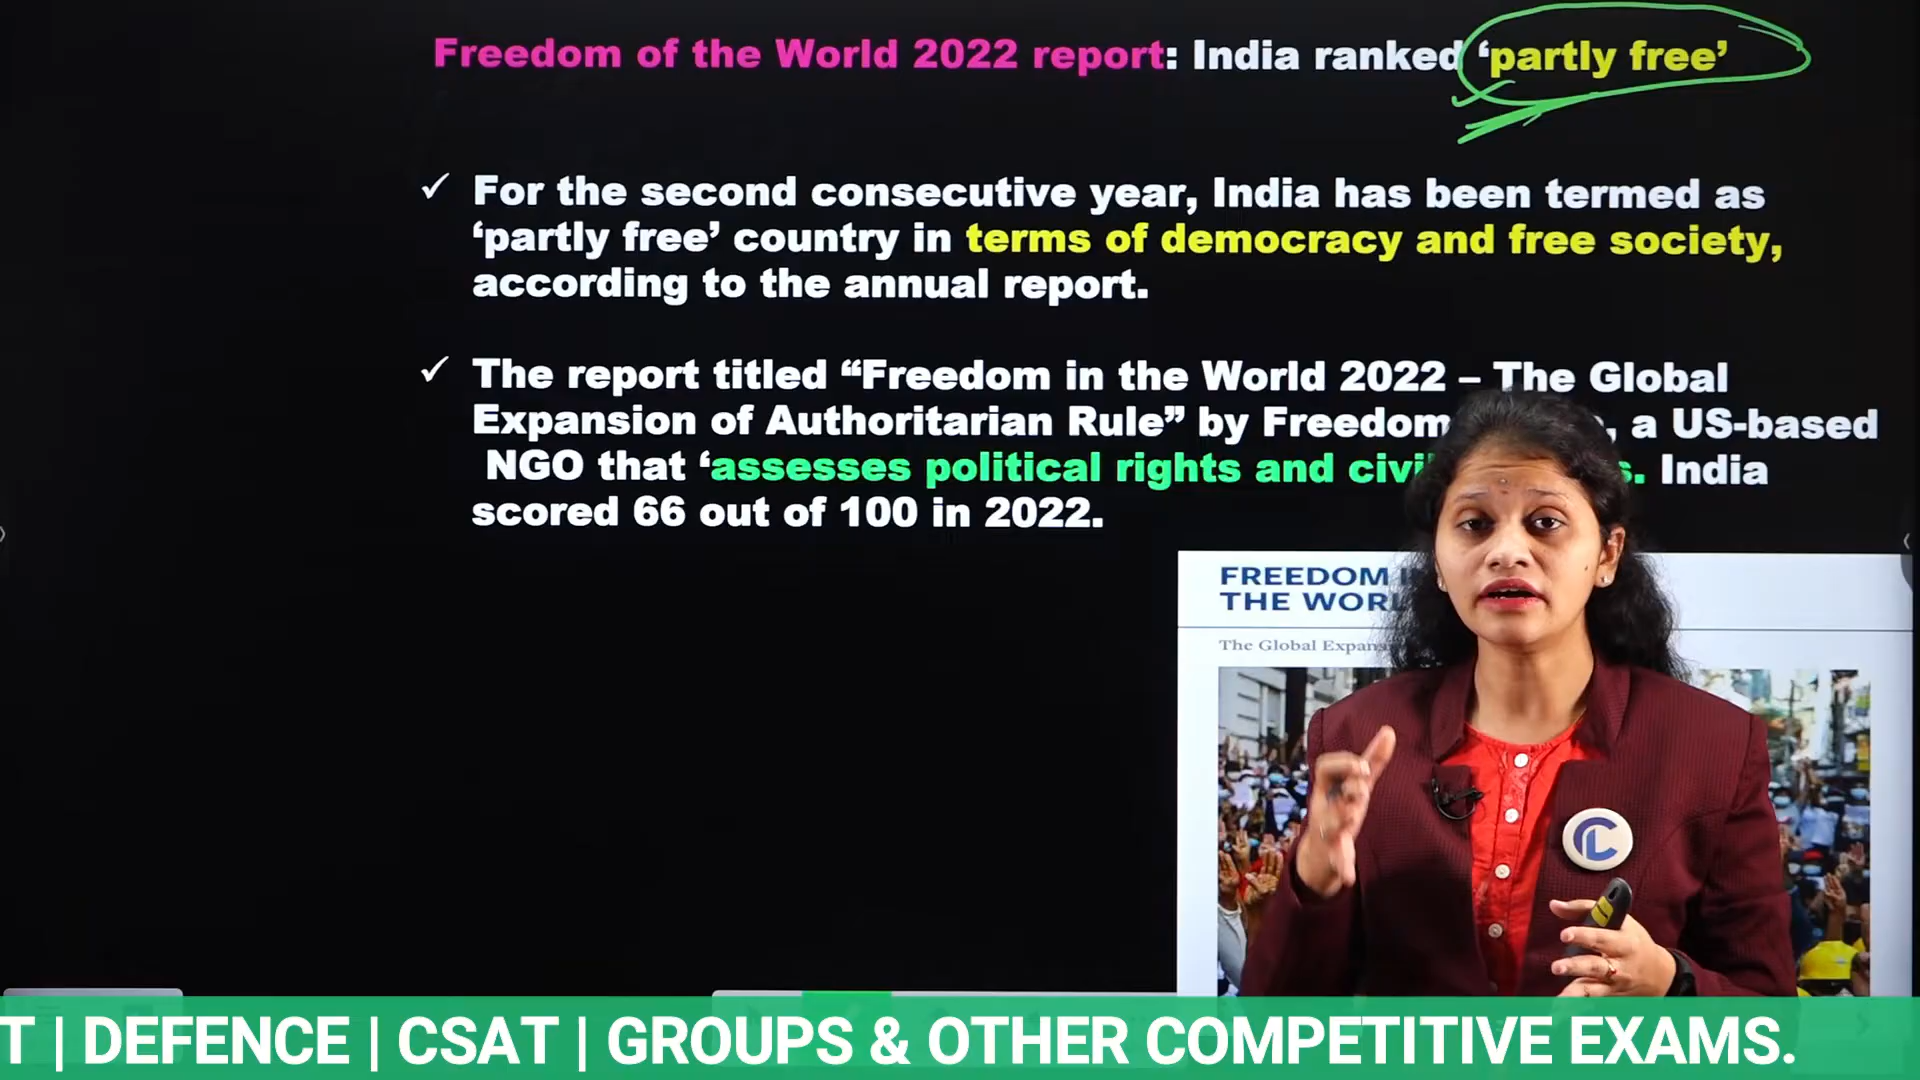 Freedom of the World 2022 report: India ranked ‘partly free’
✓ For the second consecutive year, India has been termed as
‘partly free’ country in terms of democracy and free society,
according to the annual report.
✓ The report titled “Freedom in the World 2022 – The Global
Expansion of Authoritarian Rule” by Freedom , a US-based
NGO that ‘assesses political rights and India
scored 66 out of 100 in 2022.
FREEDOM
THE
The Global
T | DEFENCE | CSAT | GROUPS & OTHER COMPETITIVE EXAMS.